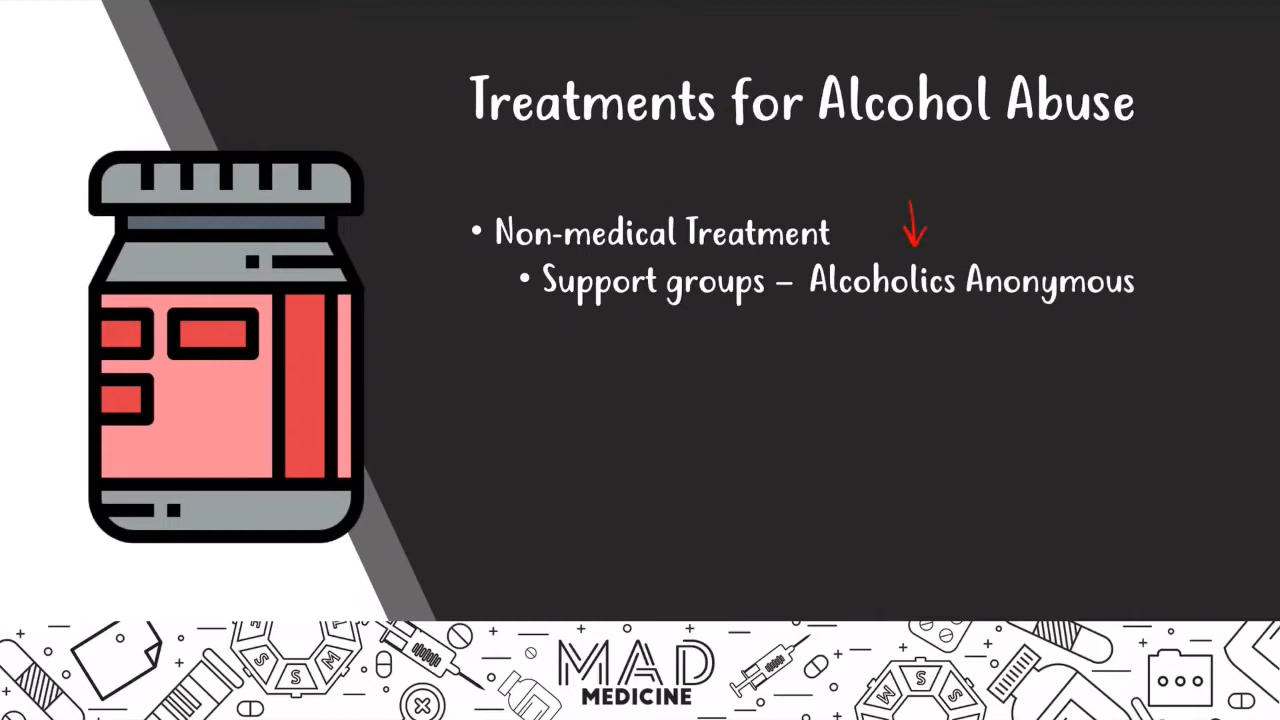 Treatments for Alcohol Abuse
• Non-medical Treatment
• Support groups – Alcoholics Anonymous
MAD
MEDICINE